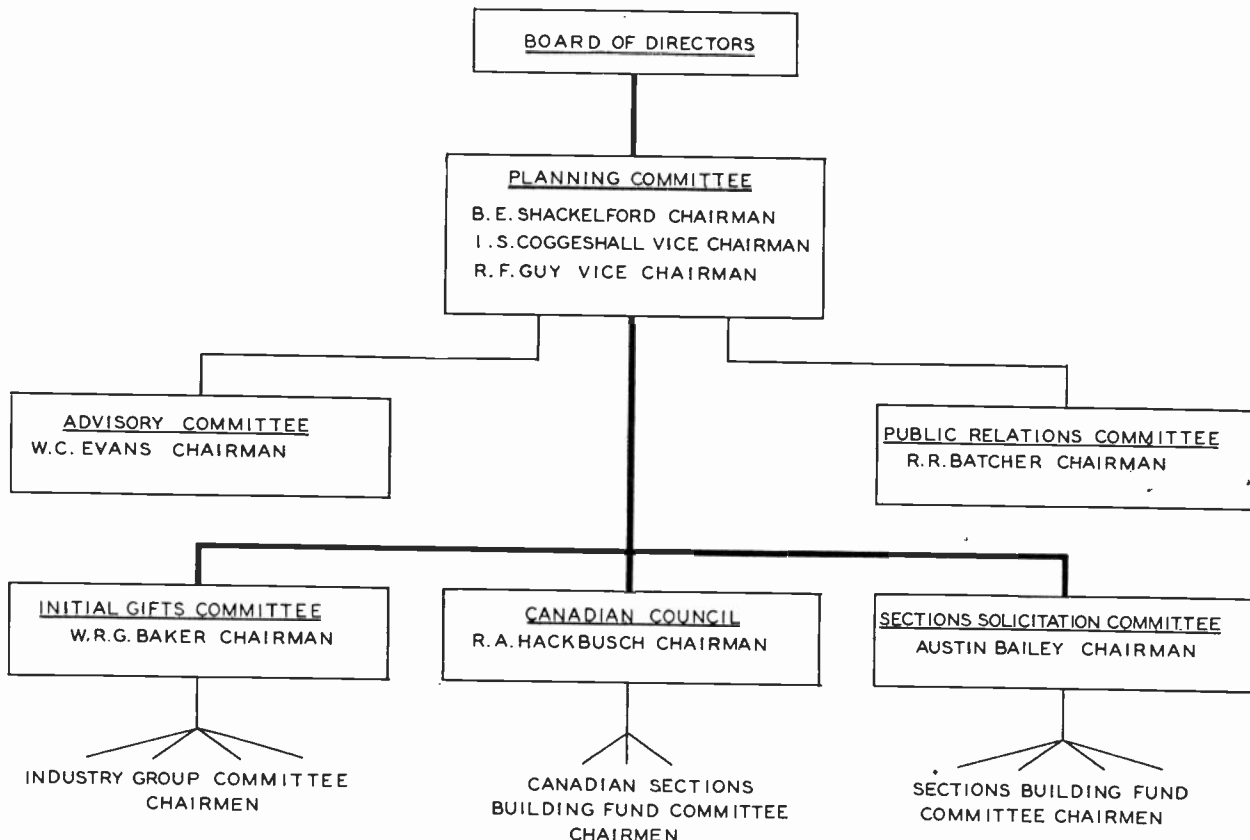 BOARD OF DIRECTORS
PLANNING COMMITTEE
B.E. SHACKELFORD CHAIRMAN
I.S. COGGESHALL VICE CHAIRMAN
R.F. GUY VICE CHAIRMAN
ADVISORY COMMITTEE
W.C. EVANS CHAIRMAN
PUBLIC RELATIONS COMMITTEE
R.R. BATCHER CHAIRMAN
INITIAL GIFTS COMMITTEE
W.R.G. BAKER CHAIRMAN
CANADIAN COUNCIL
R.A. HACKBUSCH CHAIRMAN
SECTIONS SOLICITATION COMMITTEE
AUSTIN BAILEY CHAIRMAN
INDUSTRY GROUP COMMITTEE
CHAIRMEN
CANADIAN SECTIONS
BUILDING FUND COMMITTEE
CHAIRMEN
SECTIONS BUILDING FUND
COMMITTEE CHAIRMEN